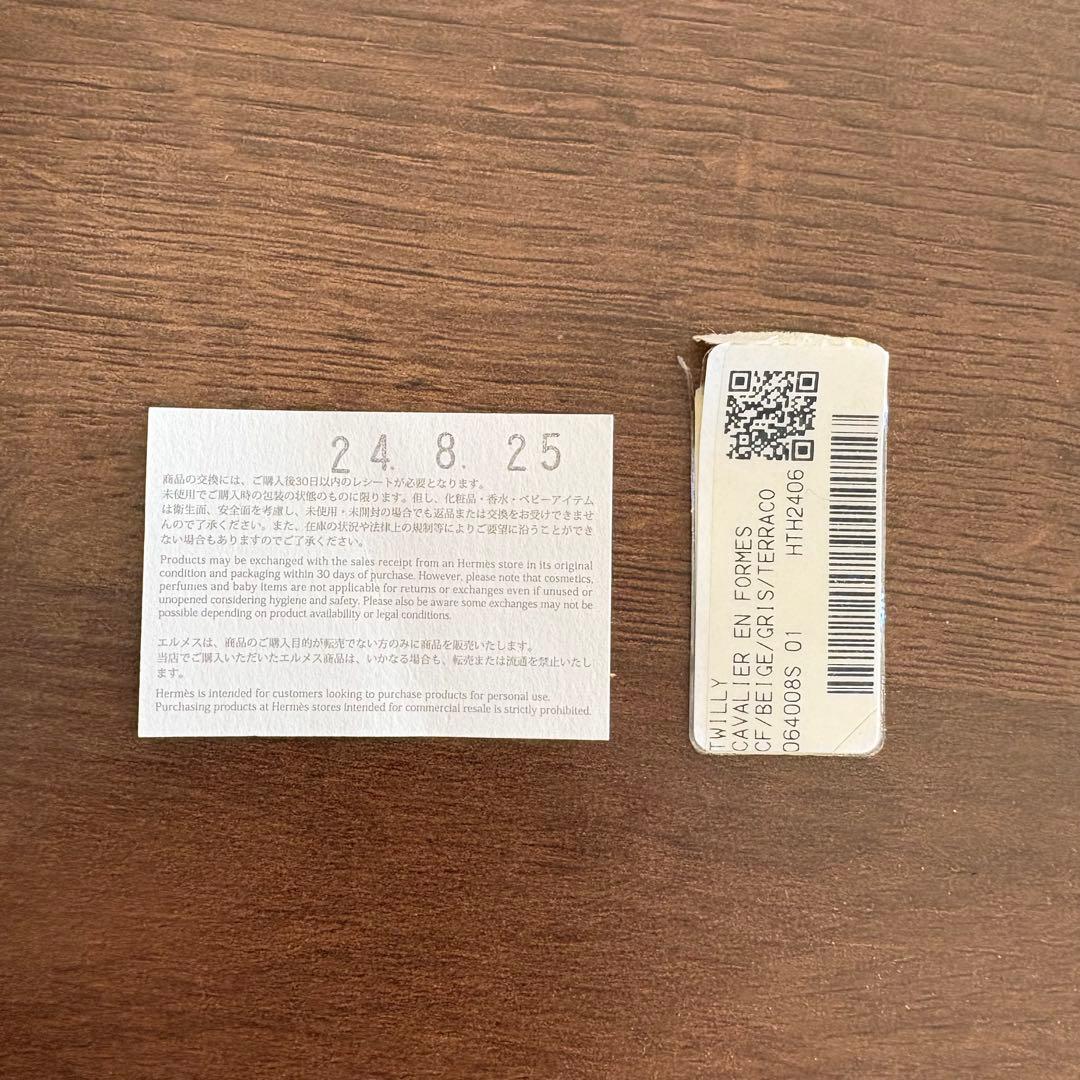 24. 8. 25
商品の交換には、ご購入後30日以内のレシートが必要となります。
未使用でご購入時の包装の状態のものに限ります。但し、化粧品・香水・ベビーアイテム
は衛生面、安全面を考慮し、未使用・未開封の場合でも返品または交換をお受けできませ
んので了承ください。また、在庫の状況や法律上の規制等によりご要望に沿うことができ
ない場合もありますのでご了承ください。
Products may be exchanged with the sales receipt from an Hermès store in its original
condition and packaging within 30 days of purchase. However, please note that cosmetics,
perfumes and baby items are not applicable for returns or exchanges even if unused or
unopened considering hygiene and safety. Please also be aware some exchanges may not be
possible depending on product availability or legal conditions.
エルメスは、商品のご購入目的が転売でない方のみに商品を販売いたします。
当店でご購入いただいたエルメス商品は、いかなる場合も、転売または流通を禁止いたし
ます。
Hermès is intended for customers looking to purchase products for personal use.
Purchasing products at Hermès stores intended for commercial resale is strictly prohibited.
TWILLY
CAVALIER EN FORMES
CF/BEIGE/GRIS/TERRACO
064008S 01 HTH2406